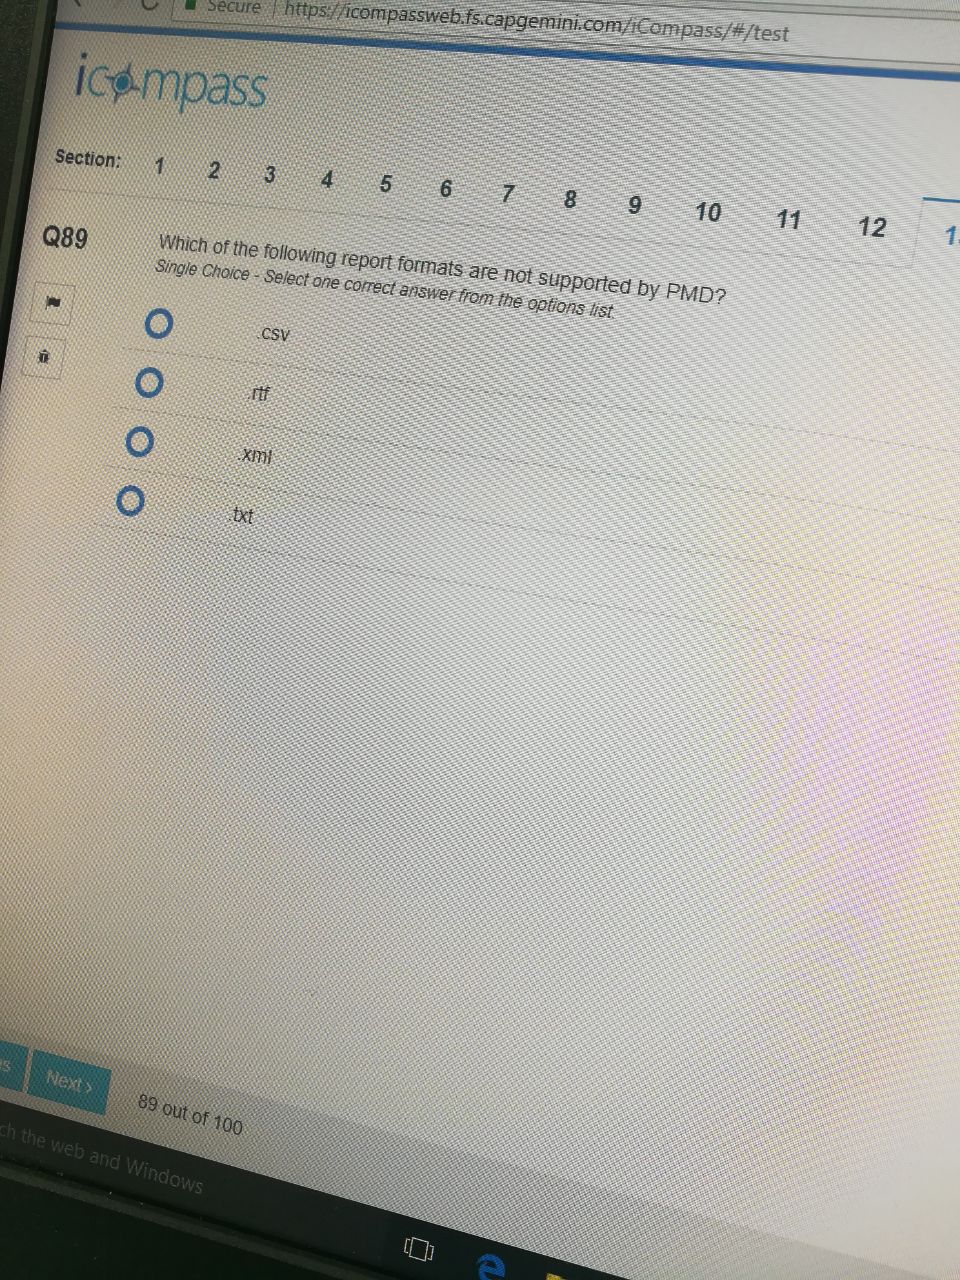 Secure https://icompassweb.fs.capgemini.com/iCompass/#/test
icompass
Section: 1 2 3 4 5 6 7 8 9 10 11 12
Q89 Which of the following report formats are not supported by PMD?
Single Choice - Select one correct answer from the options list.
.csv
.rtf
.xml
.txt
Next › 89 out of 100
the web and Windows